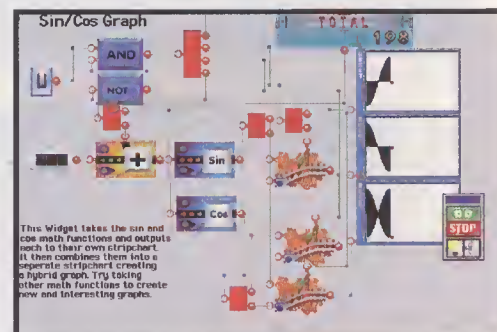 Sin/Cos Graph
TOTAL
198
AND
NOT
+
Sin
Cos
STOP
This Widget takes the sin and
cos math functions and outputs
each to their own stripchart.
It then combines them into a
seperate stripchart creating
a hybrid graph. Try taking
other math functions to create
new and interesting graphs.